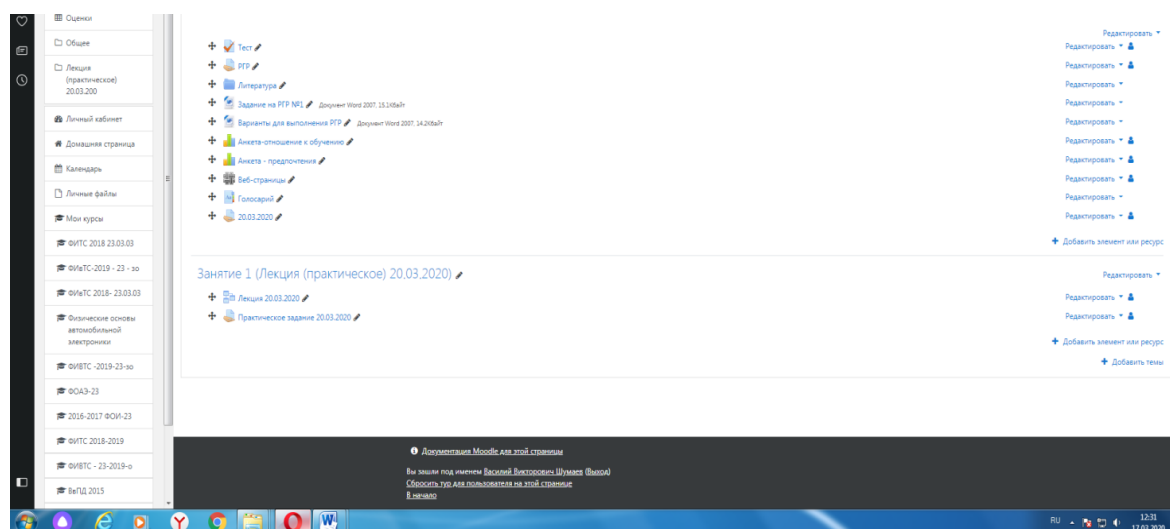 Оценки
Общее
Лекция
(практическое)
20.03.200
Личный кабинет
Домашняя страница
Календарь
Личные файлы
Мои курсы
ФИТС 2018 23.03.03
ФИвТС-2019 - 23 - зо
ФИвТС 2018- 23.03.03
Физические основы
автомобильной
электроники
ФИВТС -2019-23-зо
ФОАЭ-23
2016-2017 ФОИ-23
ФИТС 2018-2019
ФИВТС - 23-2019-о
ВвПД 2015
Редактировать
Тест Редактировать
РГР Редактировать
Литература Редактировать
Задание на РГР №1 Документ Word 2007. 15.1Кбайт Редактировать
Варианты для выполнения РГР Документ Word 2007. 14.2Кбайт Редактировать
Анкета-отношение к обучению Редактировать
Анкета - предпочтения Редактировать
Веб-страницы Редактировать
Голосарий Редактировать
20.03.2020 Редактировать
Добавить элемент или ресурс
Занятие 1 (Лекция (практическое) 20.03.2020) Редактировать
Лекция 20.03.2020 Редактировать
Практическое задание 20.03.2020 Редактировать
Добавить элемент или ресурс
Добавить темы
Документация Moodle для этой страницы
Вы зашли под именем Василий Викторович Шумаев (Выход)
Сбросить тур для пользователя на этой странице
В начало
RU 12:31
17.03.2020